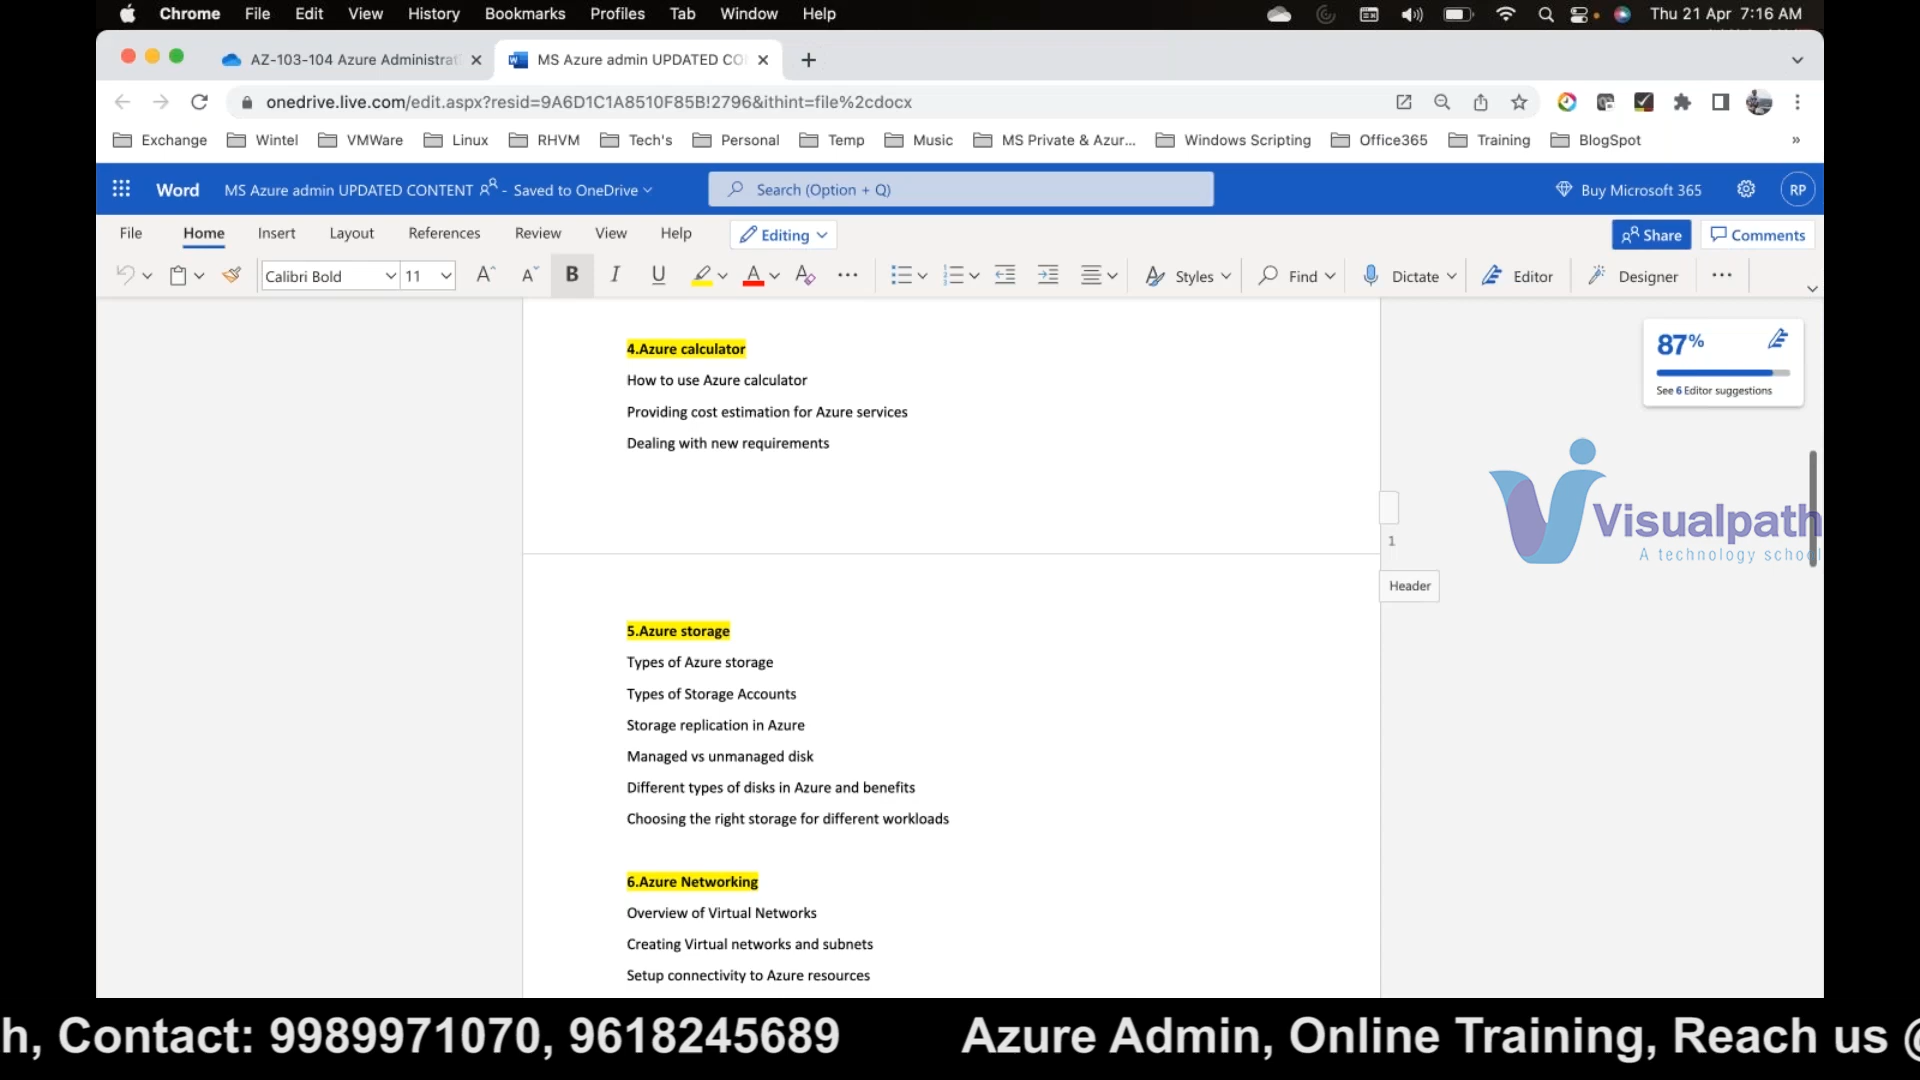 Chrome File Edit View History Bookmarks Profiles Tab Window Help Thu 21 Apr 7:16 AM
AZ-103-104 Azure Administrat MS Azure admin UPDATED CO
onedrive.live.com/edit.aspx?resid=9A6D1C1A8510F85B!2796&ithint=file%2cdocx
Exchange Wintel VMWare Linux RHVM Tech's Personal Temp Music MS Private & Azur... Windows Scripting Office365 Training BlogSpot »
Word MS Azure admin UPDATED CONTENT - Saved to OneDrive Search (Option + Q) Buy Microsoft 365 RP
File Home Insert Layout References Review View Help Editing Share Comments
Calibri Bold 11 A A B I U A A Styles Find Dictate Editor Designer
4.Azure calculator
How to use Azure calculator
Providing cost estimation for Azure services
Dealing with new requirements
87%
See 6 Editor suggestions
Visualpath
A technology school
1
Header
5.Azure storage
Types of Azure storage
Types of Storage Accounts
Storage replication in Azure
Managed vs unmanaged disk
Different types of disks in Azure and benefits
Choosing the right storage for different workloads
6.Azure Networking
Overview of Virtual Networks
Creating Virtual networks and subnets
Setup connectivity to Azure resources
h, Contact: 9989971070, 9618245689 Azure Admin, Online Training, Reach us @